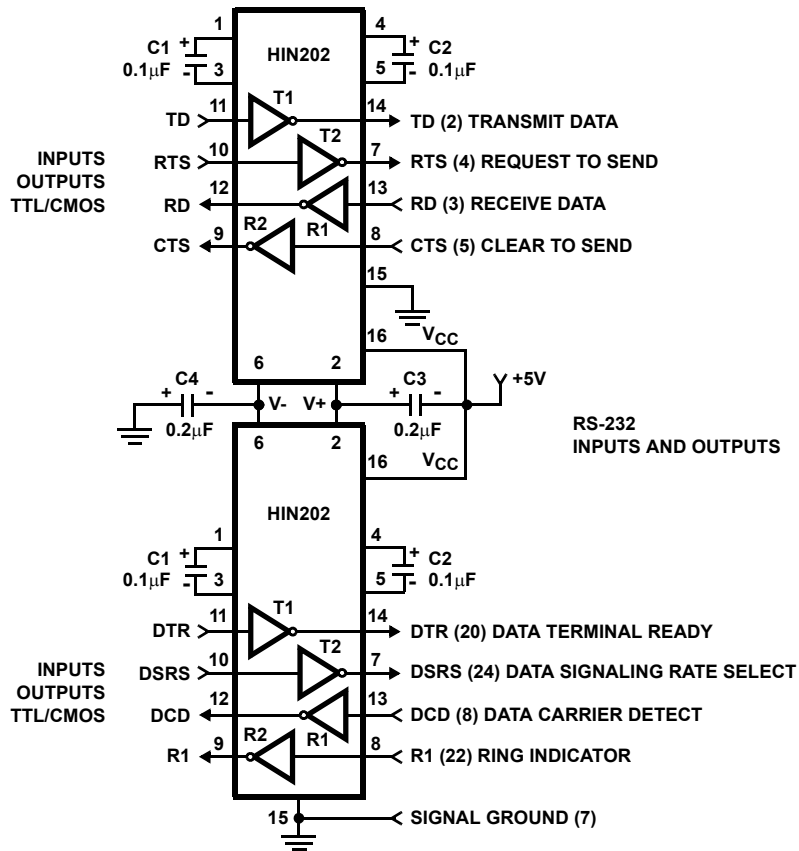 1 4
HIN202
C1 + + C2
0.1µF - 3 5 - 0.1µF
11 T1 14
TD TD (2) TRANSMIT DATA
10 T2 7
INPUTS RTS RTS (4) REQUEST TO SEND
OUTPUTS 12 13
TTL/CMOS RD RD (3) RECEIVE DATA
9 R2 R1 8
CTS CTS (5) CLEAR TO SEND
15
16 VCC
6 2
C4 C3 +5V
+ - V- V+ + -
0.2µF 0.2µF
RS-232
INPUTS AND OUTPUTS
6 2
16 VCC
HIN202
1 4
C1 + + C2
0.1µF - 3 5 - 0.1µF
11 T1 14
DTR DTR (20) DATA TERMINAL READY
10 T2 7
INPUTS DSRS DSRS (24) DATA SIGNALING RATE SELECT
OUTPUTS 12 13
TTL/CMOS DCD DCD (8) DATA CARRIER DETECT
9 R2 R1 8
R1 R1 (22) RING INDICATOR
15 SIGNAL GROUND (7)